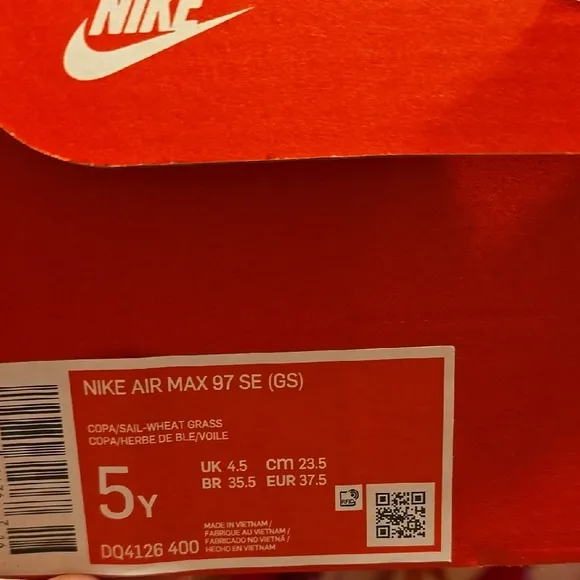 NIKE
NIKE AIR MAX 97 SE (GS)
COPA/SAIL-WHEAT GRASS
COPA/HERBE DE BLE/VOILE
5Y
UK 4.5 cm 23.5
BR 35.5 EUR 37.5
MADE IN VIETNAM /
FABRIQUE AU VIETNAM /
FABRICADO NO VIETNÃ /
HECHO EN VIETNAM
DQ4126 400